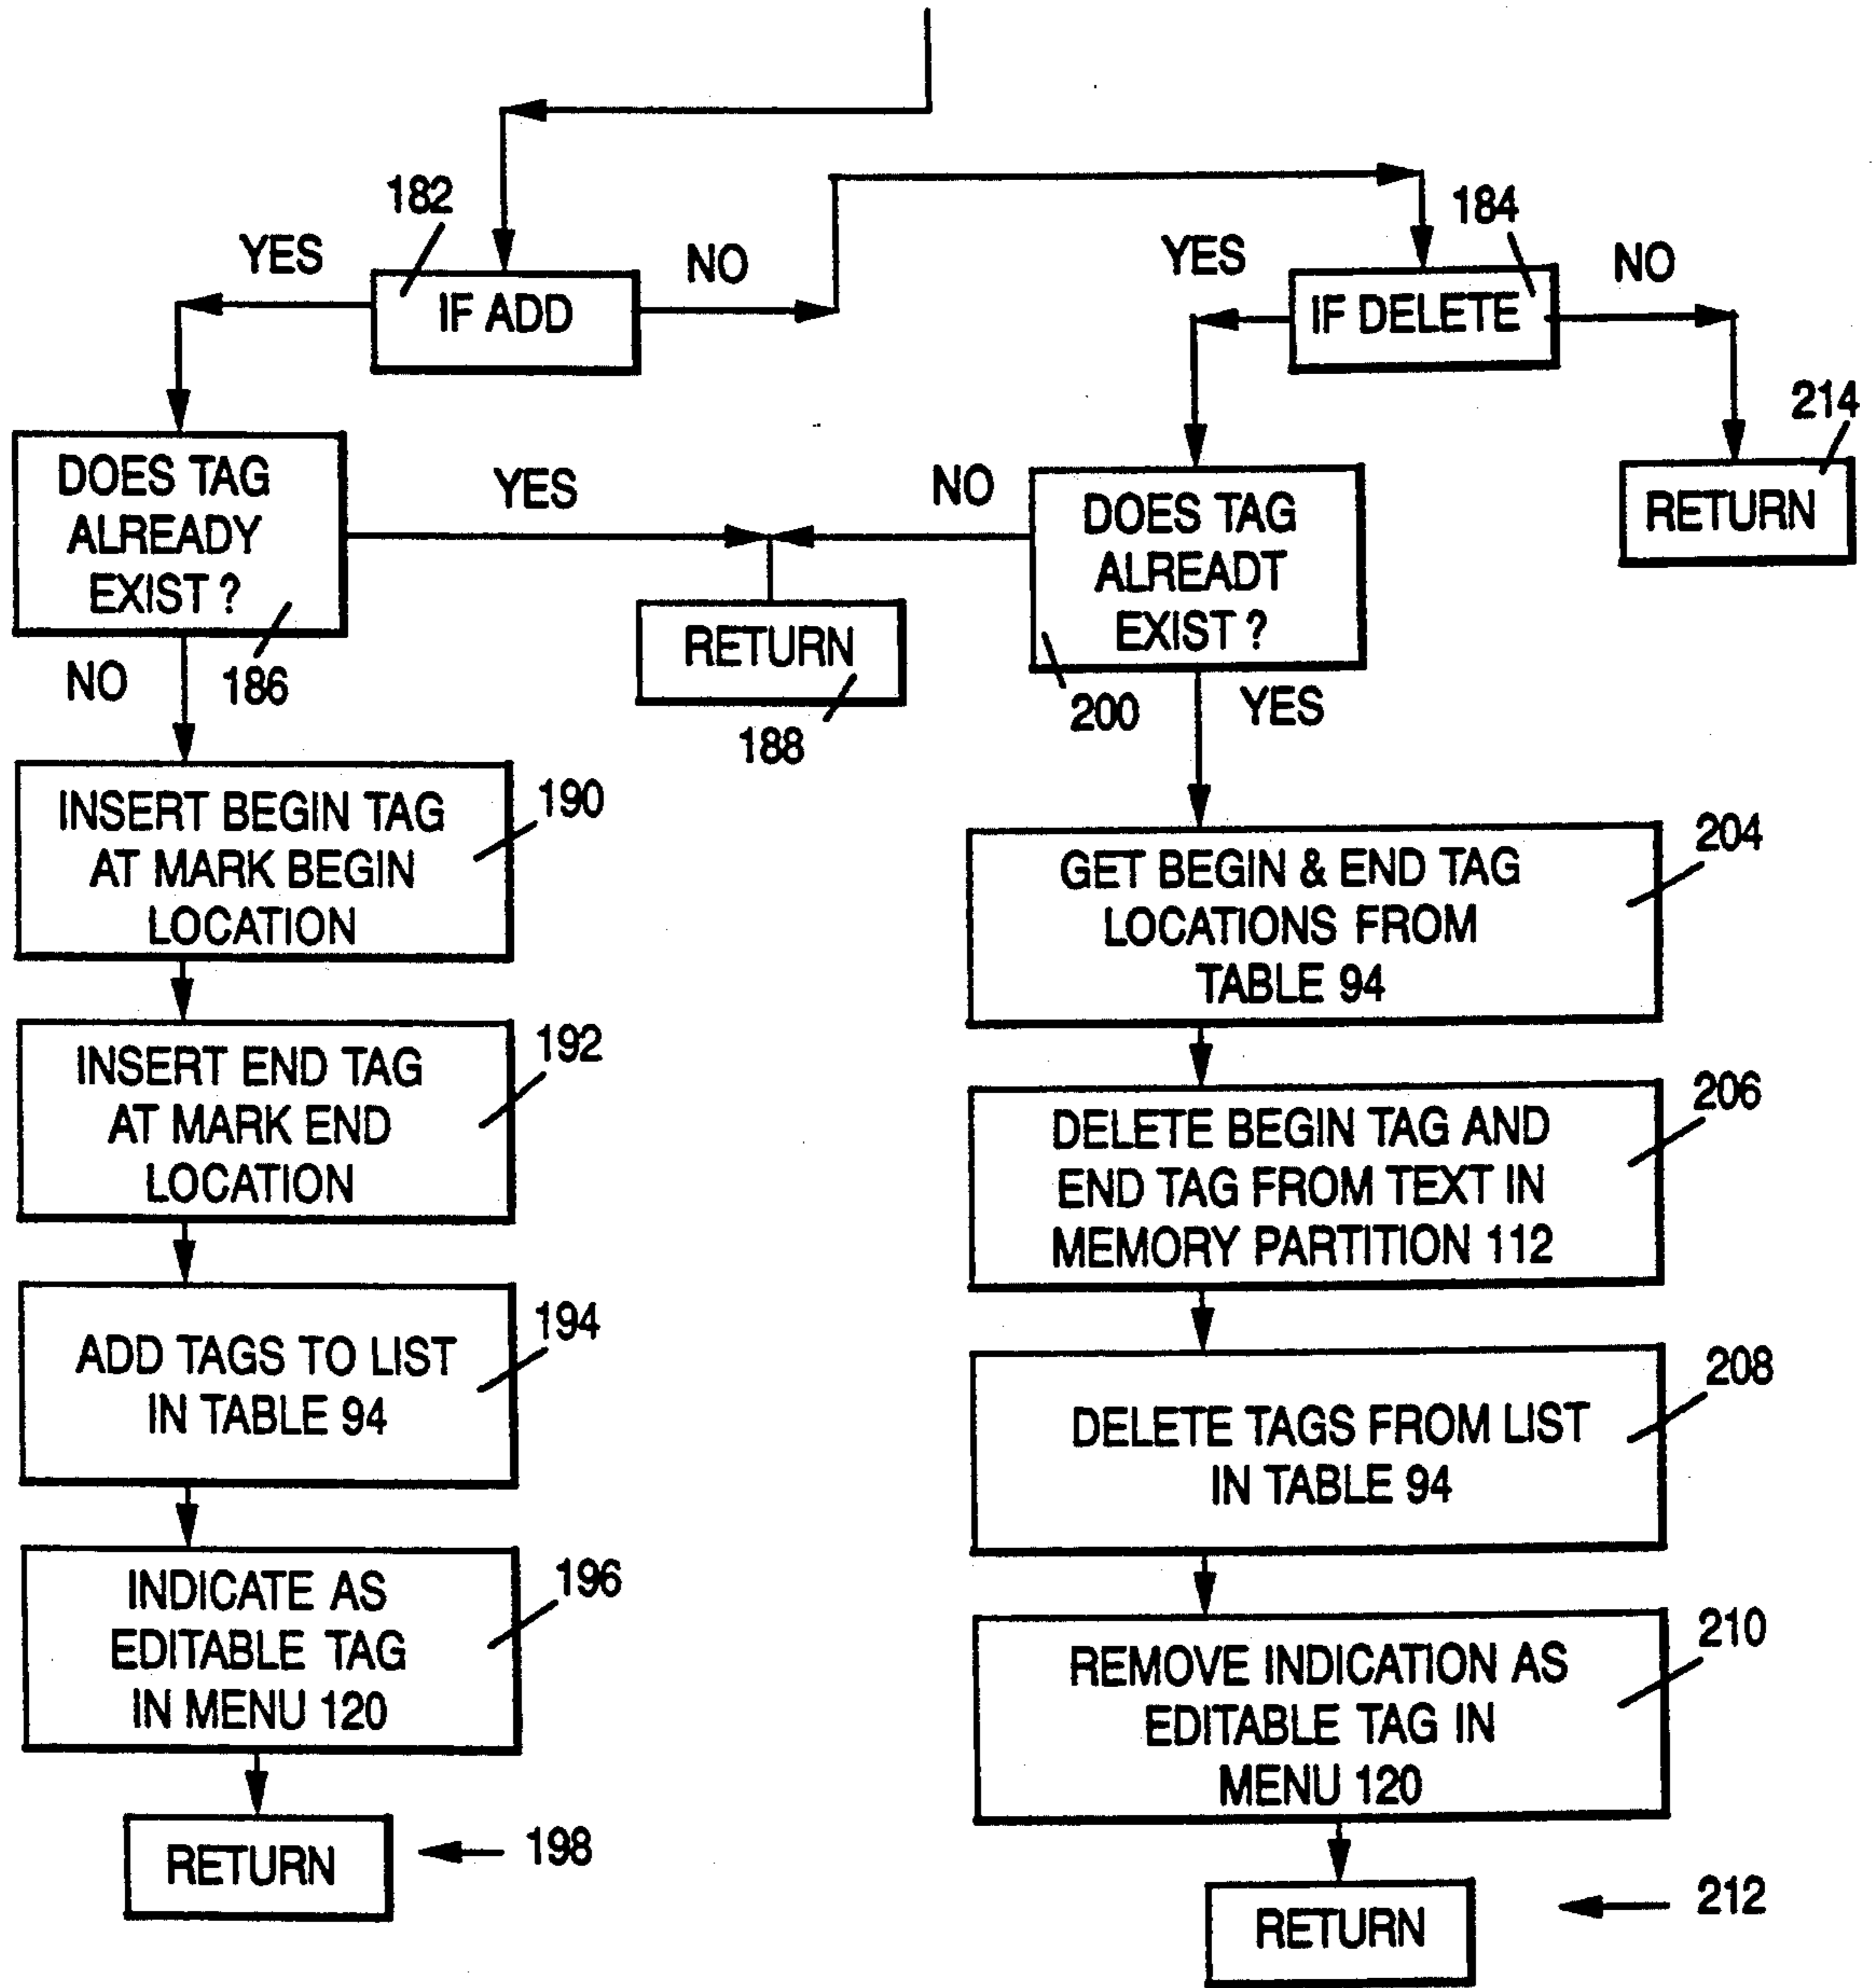 182
YES
IF ADD
NO
184
YES
IF DELETE
NO
214
RETURN
DOES TAG
ALREADY
EXIST ?
186
YES
NO
RETURN
188
DOES TAG
ALREADT
EXIST ?
200
NO
YES
INSERT BEGIN TAG
AT MARK BEGIN
LOCATION
190
INSERT END TAG
AT MARK END
LOCATION
192
ADD TAGS TO LIST
IN TABLE 94
194
INDICATE AS
EDITABLE TAG
IN MENU 120
196
RETURN
198
GET BEGIN & END TAG
LOCATIONS FROM
TABLE 94
204
DELETE BEGIN TAG AND
END TAG FROM TEXT IN
MEMORY PARTITION 112
206
DELETE TAGS FROM LIST
IN TABLE 94
208
REMOVE INDICATION AS
EDITABLE TAG IN
MENU 120
210
RETURN
212